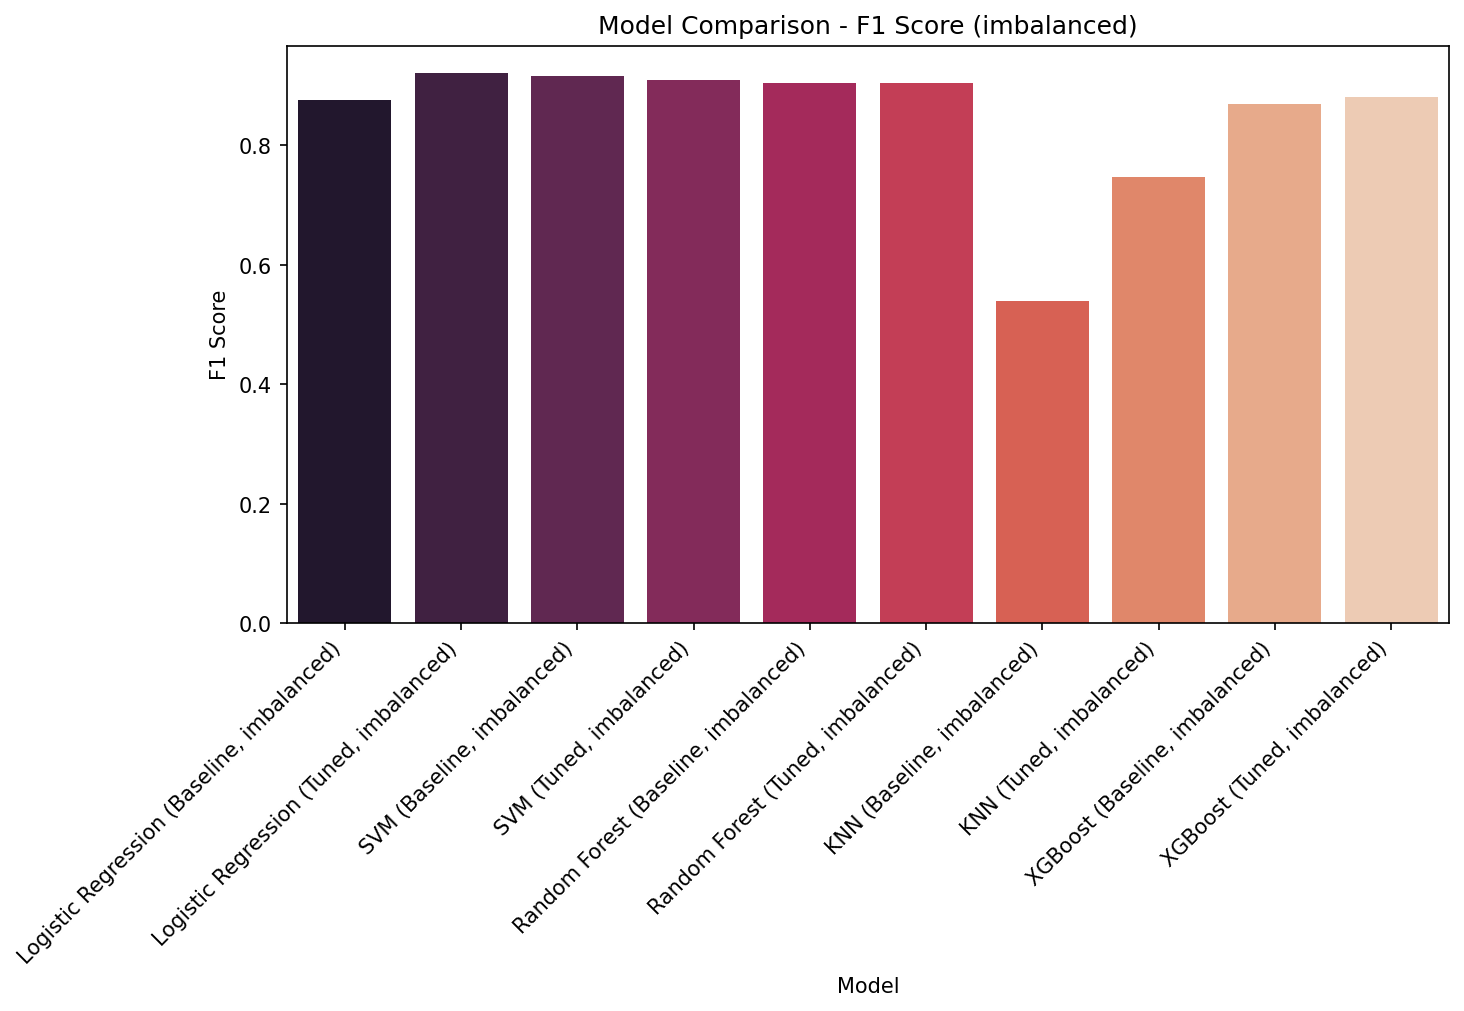 Model Comparison - F1 Score (imbalanced)
F1 Score
0.8
0.6
0.4
0.2
0.0
Logistic Regression (Baseline, imbalanced)
Logistic Regression (Tuned, imbalanced)
SVM (Baseline, imbalanced)
SVM (Tuned, imbalanced)
Random Forest (Baseline, imbalanced)
Random Forest (Tuned, imbalanced)
KNN (Baseline, imbalanced)
KNN (Tuned, imbalanced)
XGBoost (Baseline, imbalanced)
XGBoost (Tuned, imbalanced)
Model